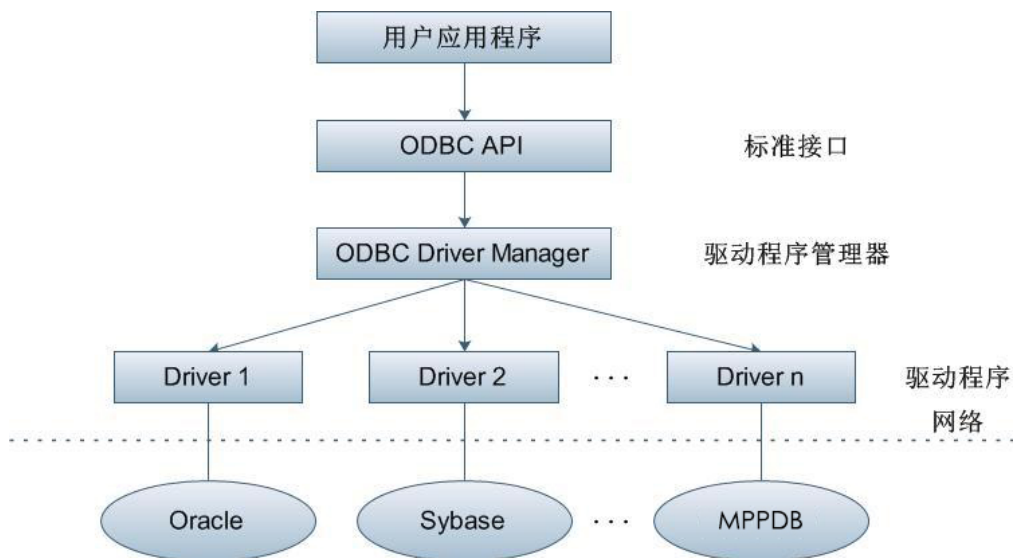 用户应用程序
ODBC API
标准接口
ODBC Driver Manager
驱动程序管理器
Driver 1
Driver 2
...
Driver n
驱动程序
网络
Oracle
Sybase
...
MPPDB